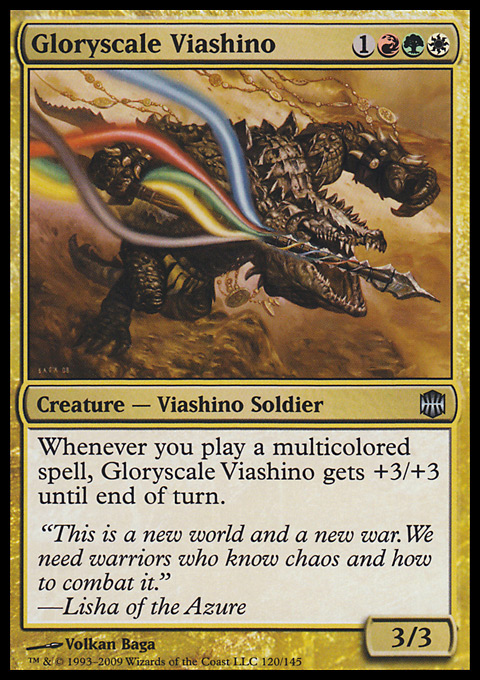 Gloryscale Viashino 1
Creature — Viashino Soldier
Whenever you play a multicolored
spell, Gloryscale Viashino gets +3/+3
until end of turn.
“This is a new world and a new war. We
need warriors who know chaos and how
to combat it.”
—Lisha of the Azure
Volkan Baga
3/3
™ & © 1993–2009 Wizards of the Coast LLC 120/145